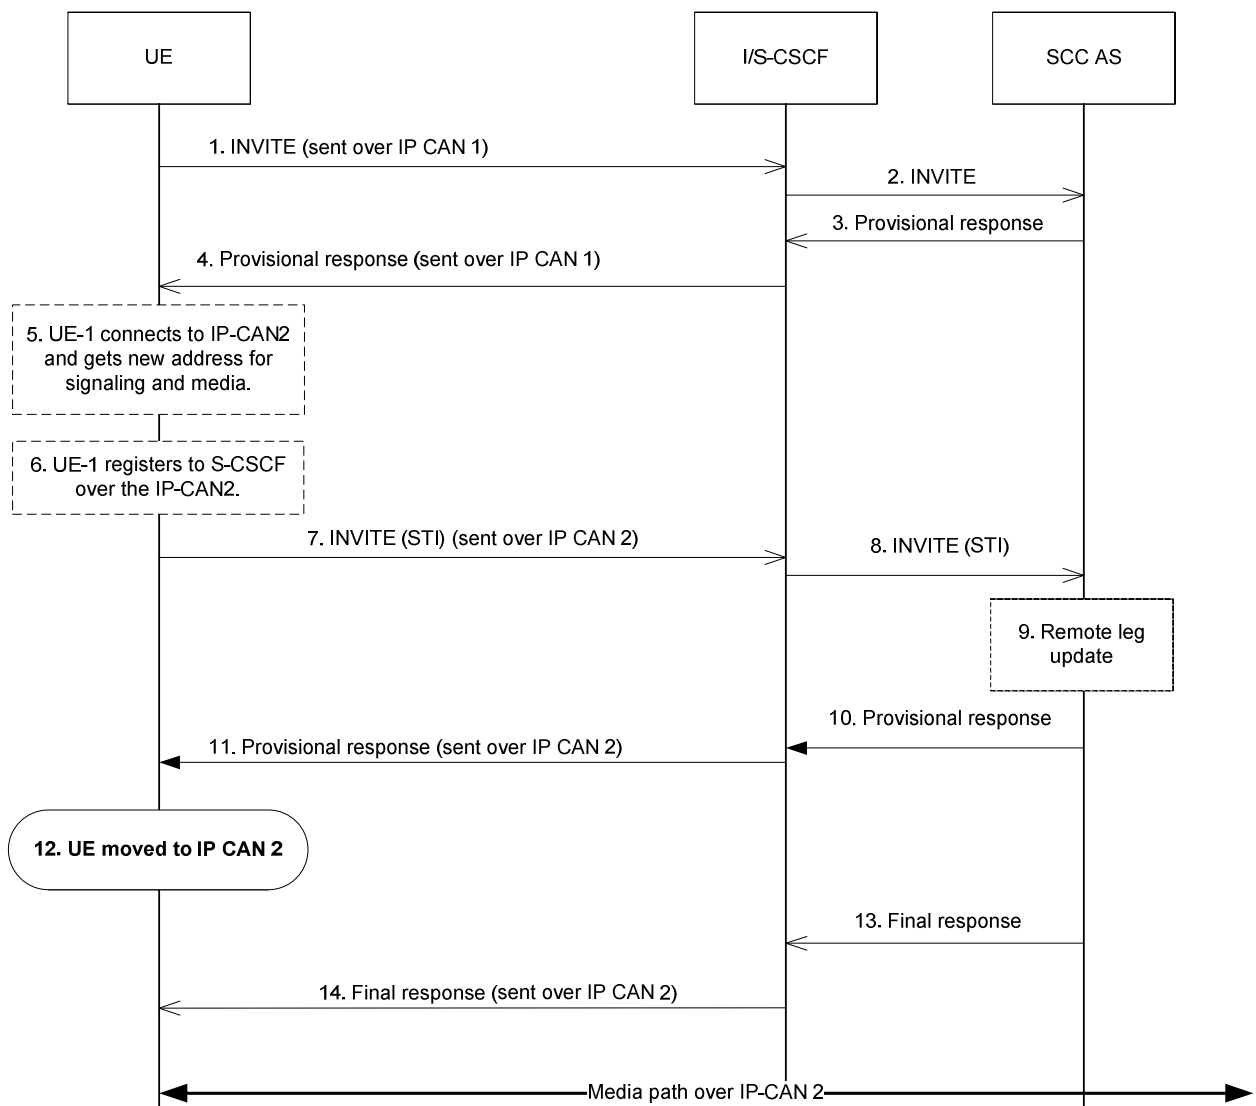 UE
I/S-CSCF
SCC AS
1. INVITE (sent over IP CAN 1)
2. INVITE
3. Provisional response
4. Provisional response (sent over IP CAN 1)
5. UE-1 connects to IP-CAN2
and gets new address for
signaling and media.
6. UE-1 registers to S-CSCF
over the IP-CAN2.
7. INVITE (STI) (sent over IP CAN 2)
8. INVITE (STI)
9. Remote leg
update
10. Provisional response
11. Provisional response (sent over IP CAN 2)
12. UE moved to IP CAN 2
13. Final response
14. Final response (sent over IP CAN 2)
Media path over IP-CAN 2